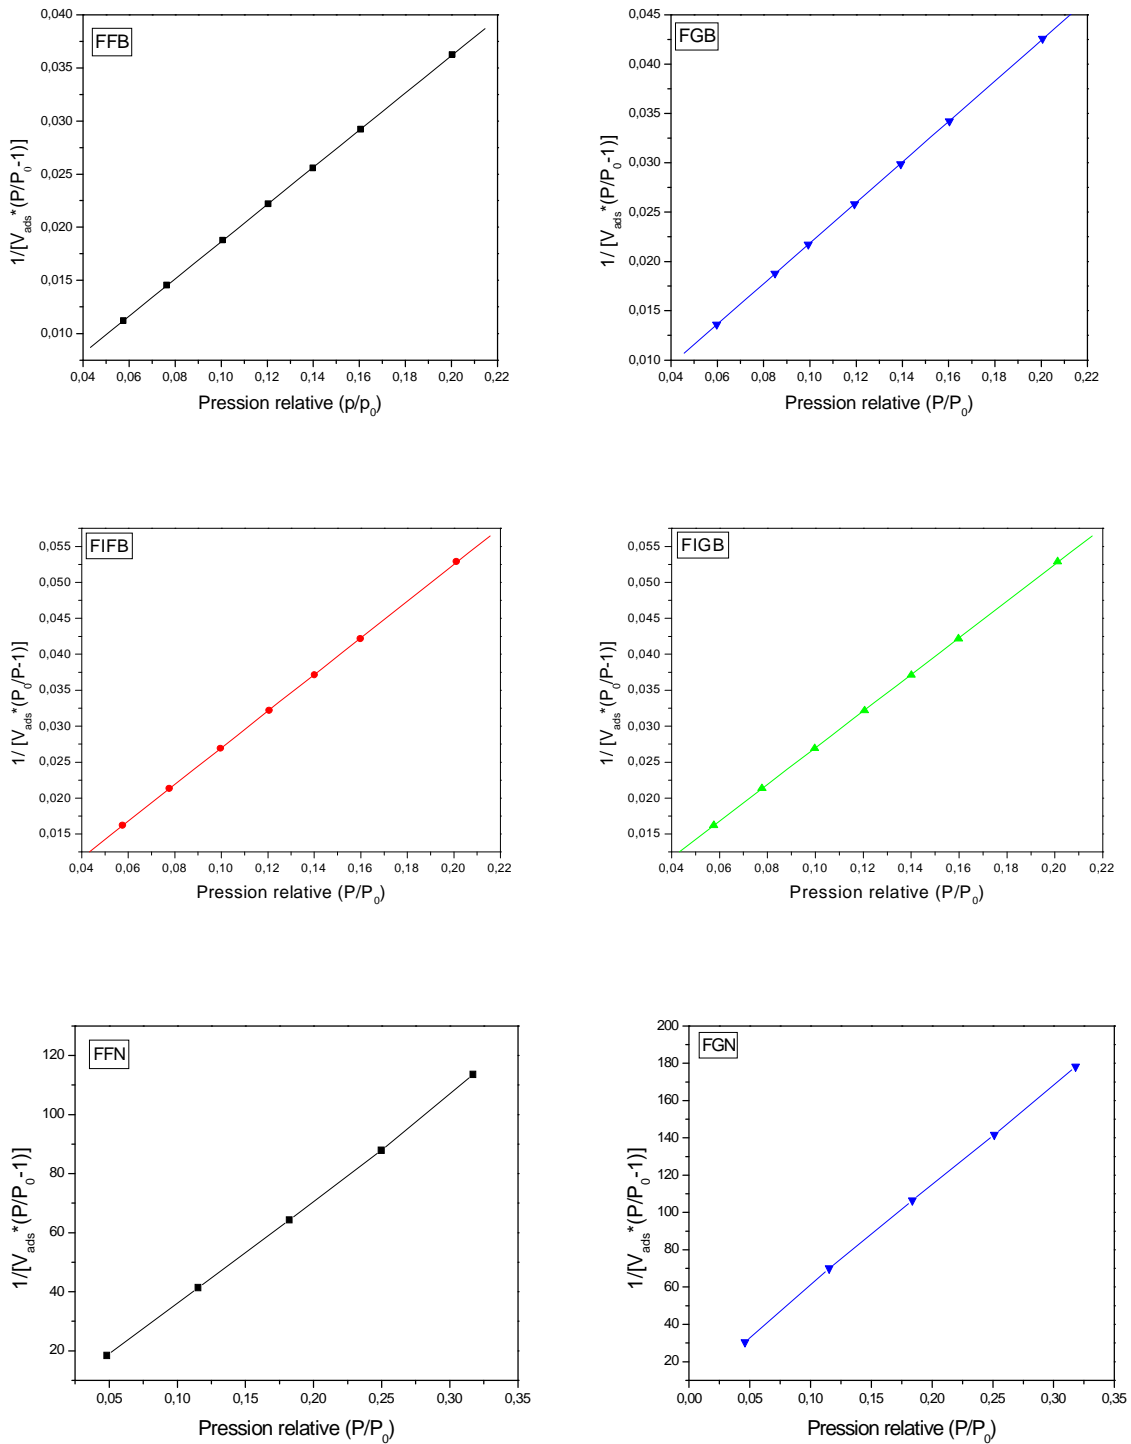 FFB
0,040
0,035
0,030
0,025
0,020
0,015
0,010
1/[V_ads*(P/P_0-1)]
0,04 0,06 0,08 0,10 0,12 0,14 0,16 0,18 0,20 0,22
Pression relative (p/p_0)
FGB
0,045
0,040
0,035
0,030
0,025
0,020
0,015
0,010
1/ [V_ads*(P/P_0-1)]
0,04 0,06 0,08 0,10 0,12 0,14 0,16 0,18 0,20 0,22
Pression relative (P/P_0)
FIFB
0,055
0,050
0,045
0,040
0,035
0,030
0,025
0,020
0,015
1/ [V_ads*(P_0/P-1)]
0,04 0,06 0,08 0,10 0,12 0,14 0,16 0,18 0,20 0,22
Pression relative (P/P_0)
FIGB
0,055
0,050
0,045
0,040
0,035
0,030
0,025
0,020
0,015
1/ [V_ads*(P_0/P-1)]
0,04 0,06 0,08 0,10 0,12 0,14 0,16 0,18 0,20 0,22
Pression relative (P/P_0)
FFN
120
100
80
60
40
20
1/[V_ads*(P/P_0-1)]
0,05 0,10 0,15 0,20 0,25 0,30 0,35
Pression relative (P/P_0)
FGN
200
180
160
140
120
100
80
60
40
20
1/[V_ads*(P/P_0-1)]
0,00 0,05 0,10 0,15 0,20 0,25 0,30 0,35
Pression relative (P/P_0)